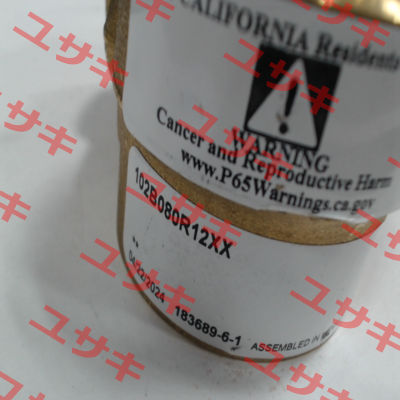 CALIFORNIA Residents
WARNING
Cancer and Reproductive Harm
www.P65Warnings.ca.gov
102B080R12XX
**
04/22/2024 183689-6-1 ASSEMBLED IN
ユサキ
ユサキ
ユサキ
ユサキ
ユサキ
ユサキ
ユサキ
ユサキ